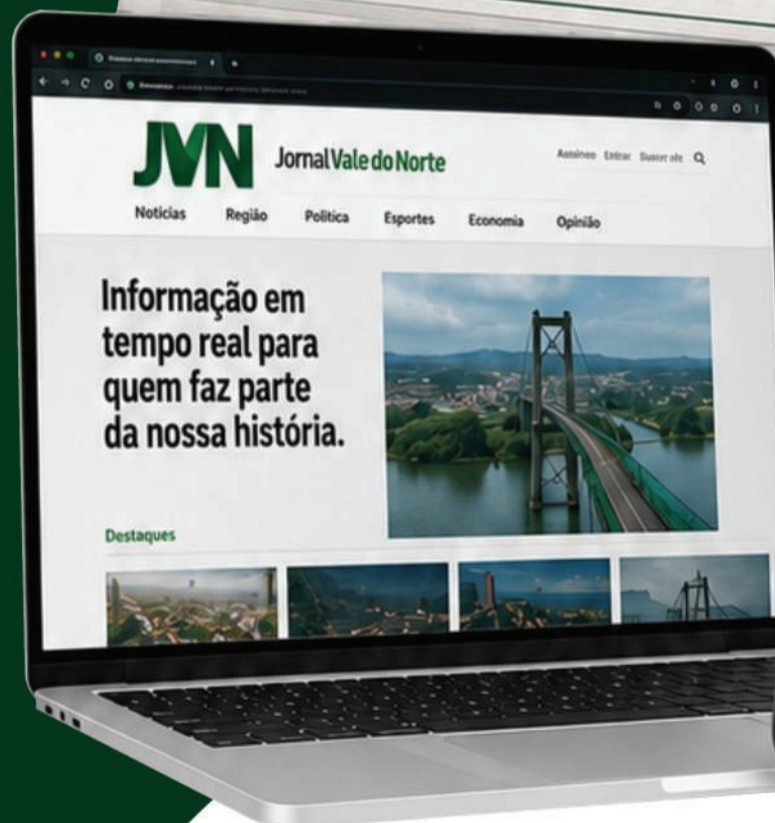 JVN
Jornal Vale do Norte
Entrar
Notícias Região Política Esportes Economia Opinião
Informação em
tempo real para
quem faz parte
da nossa história.
Destaques